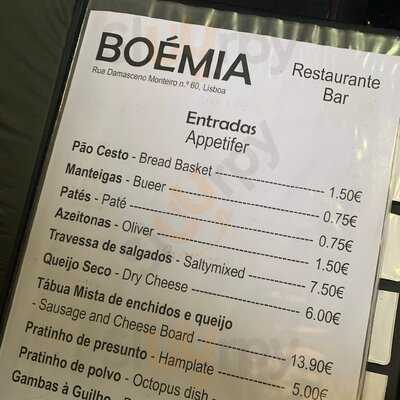 BOÉMIA
Restaurante
Bar
Rua Damasceno Monteiro n.º 60, Lisboa
Entradas
Appetifer
Pão Cesto - Bread Basket 1.50€
Manteigas - Bueer 0.75€
Patés - Paté 0.75€
Azeitonas - Oliver 1.50€
Travessa de salgados - Saltymixed 7.50€
Queijo Seco - Dry Cheese 6.00€
Tábua Mista de enchidos e queijo
- Sausage and Cheese Board 13.90€
Pratinho de presunto - Hamplate 5.00€
Pratinho de polvo - Octopus dish
Gambas à Guilho